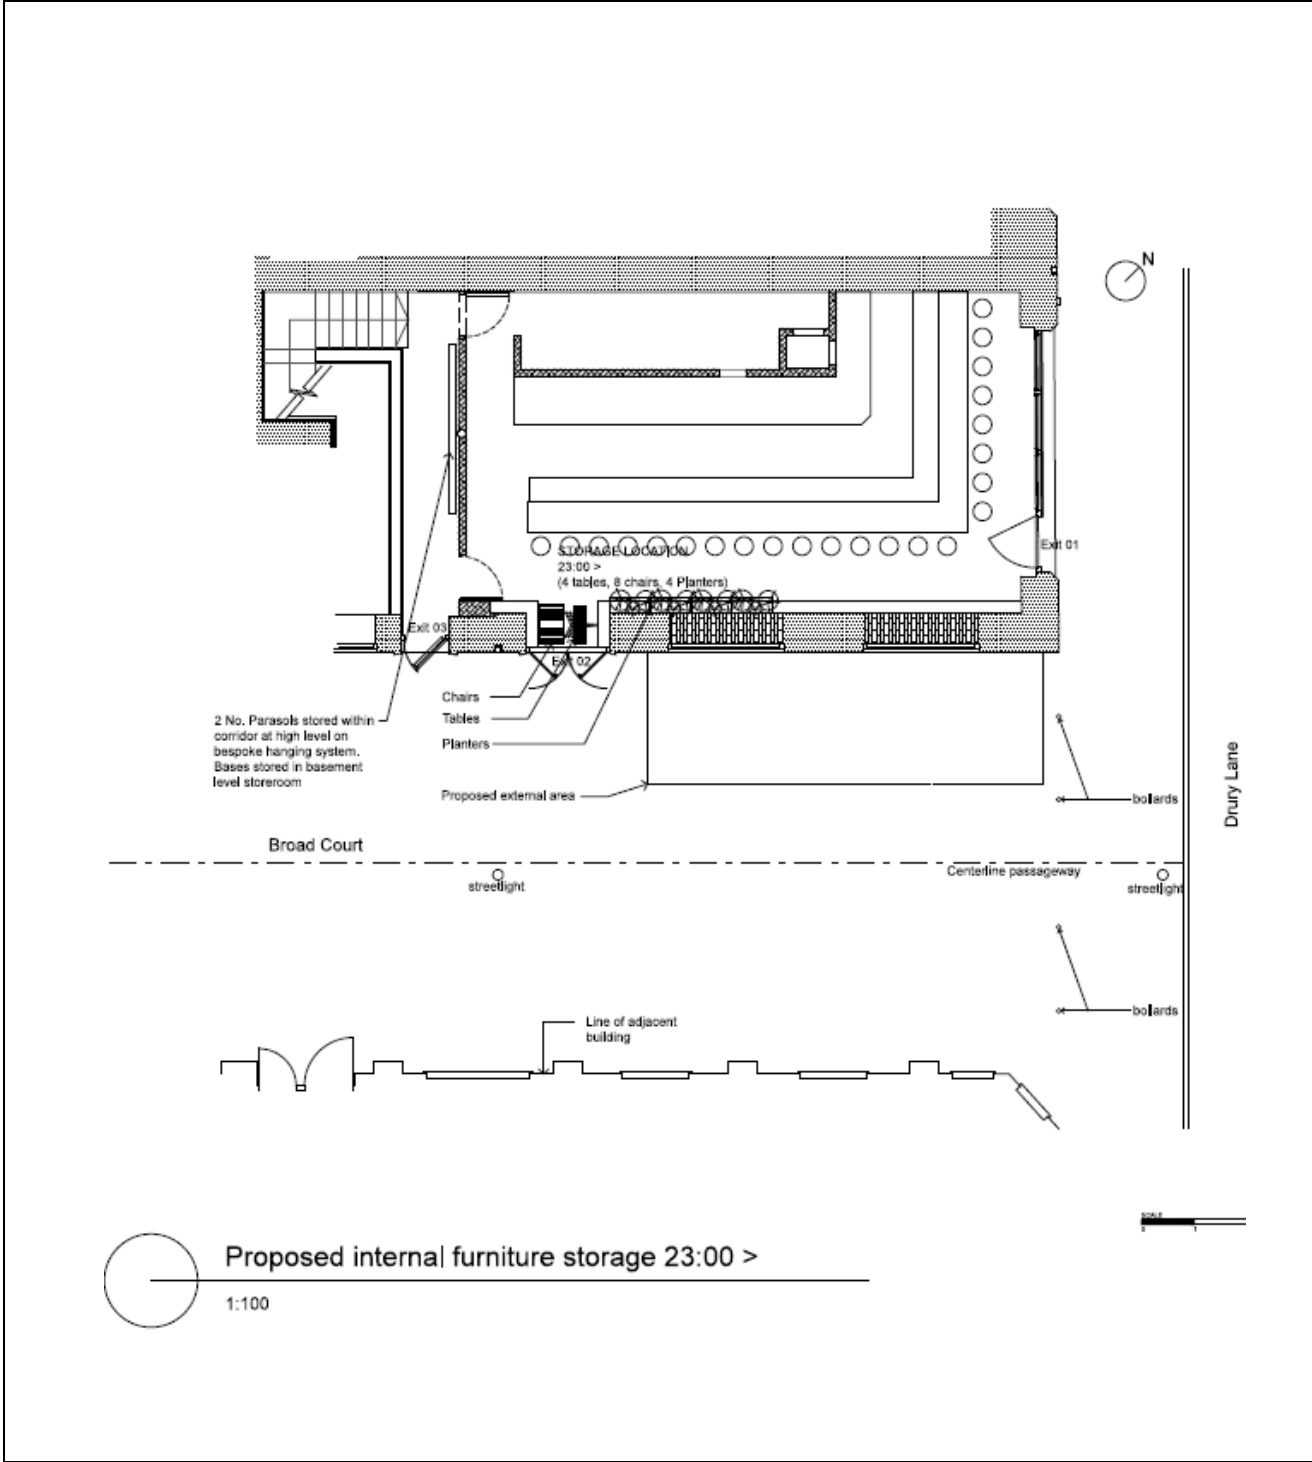 N
Exit 01
STORAGE LOCATION
23:00 >
(4 tables, 8 chairs, 4 Planters)
Exit 03
Exit 02
Chairs
Tables
Planters
2 No. Parasols stored within
corridor at high level on
bespoke hanging system.
Bases stored in basement
level storeroom
Proposed external area
bollards
Drury Lane
Broad Court
Centerline passageway
streetlight
streetlight
bollards
Line of adjacent
building
SCALE
0 1
Proposed internal furniture storage 23:00 >
1:100